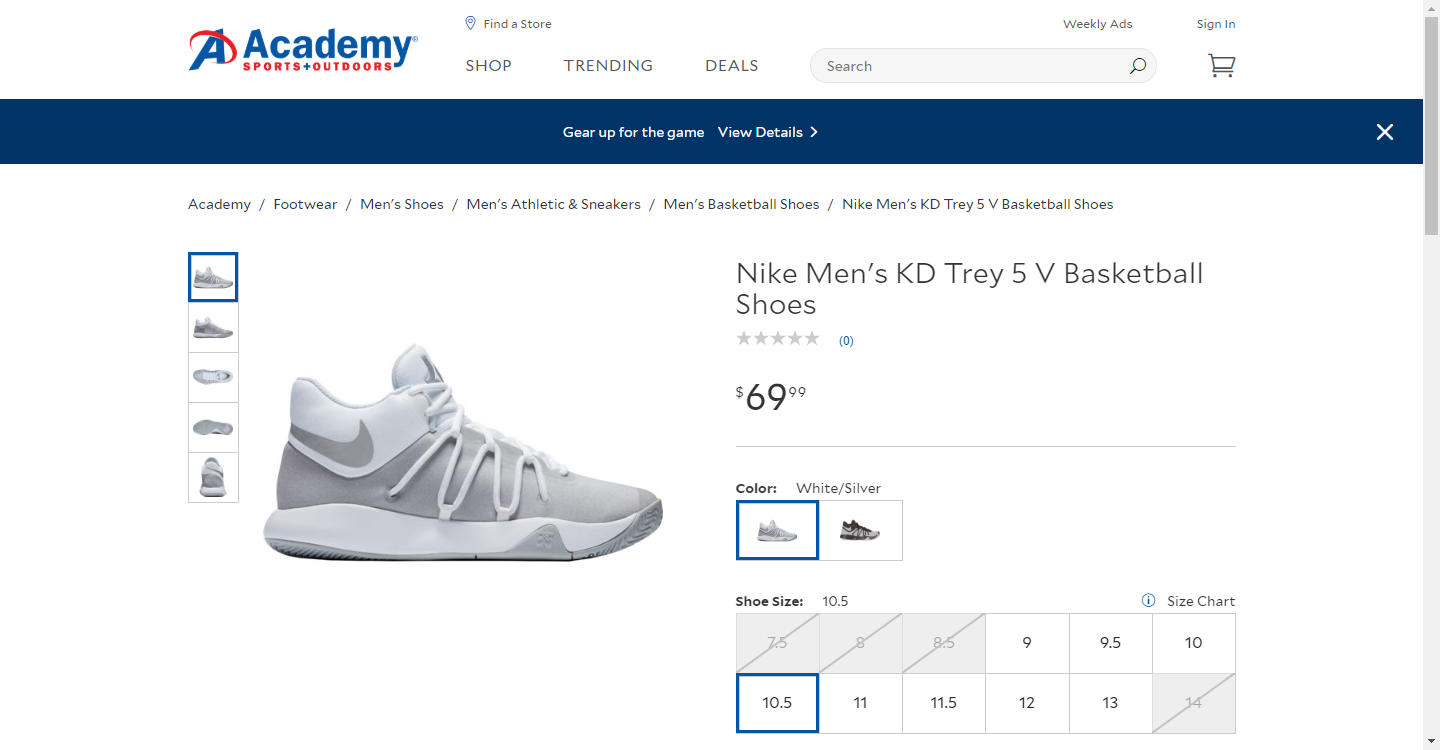 Find a Store
Weekly Ads
Sign In
Academy®
SPORTS+OUTDOORS
SHOP
TRENDING
DEALS
Search
Gear up for the game View Details
Academy / Footwear / Men's Shoes / Men's Athletic & Sneakers / Men's Basketball Shoes / Nike Men's KD Trey 5 V Basketball Shoes
Nike Men's KD Trey 5 V Basketball
Shoes
(0)
$69.99
Color: White/Silver
Shoe Size: 10.5
Size Chart
7.5 8 8.5 9 9.5 10
10.5 11 11.5 12 13 14